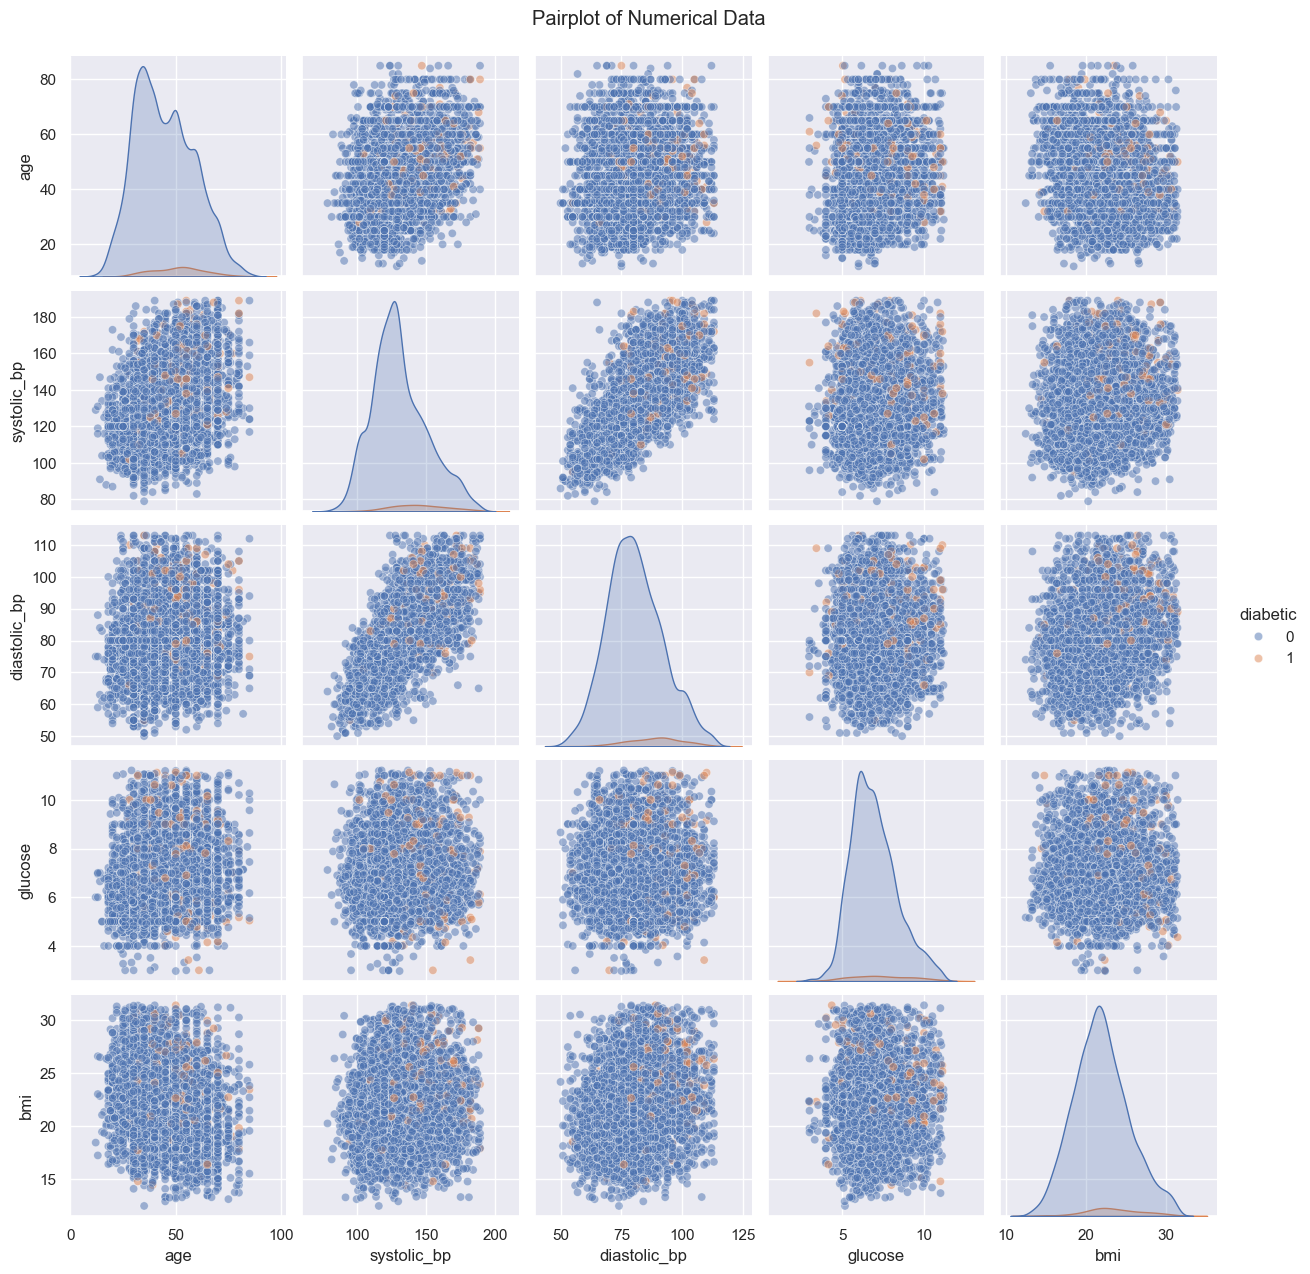 Pairplot of Numerical Data
80
60
40
20
age
180
160
140
120
100
80
systolic_bp
110
100
90
80
70
60
50
diastolic_bp
diabetic
0
1
10
8
6
4
glucose
30
25
20
15
bmi
0 50 100
100 150 200
50 75 100 125
5 10
10 20 30
age systolic_bp diastolic_bp glucose bmi